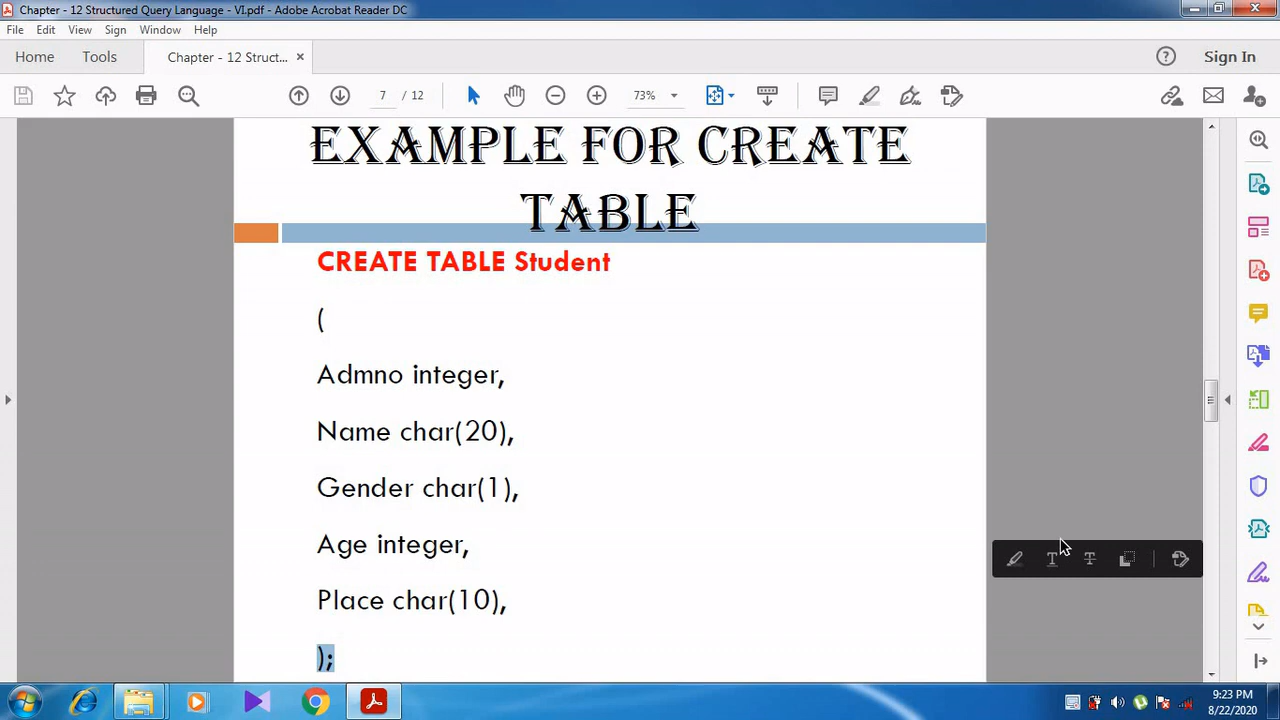 Chapter - 12 Structured Query Language - VI.pdf - Adobe Acrobat Reader DC
File Edit View Sign Window Help
Home Tools Chapter - 12 Struct... × Sign In
7 / 12 73%
EXAMPLE FOR CREATE
TABLE
CREATE TABLE Student
(
Admno integer,
Name char(20),
Gender char(1),
Age integer,
Place char(10),
);
9:23 PM
8/22/2020